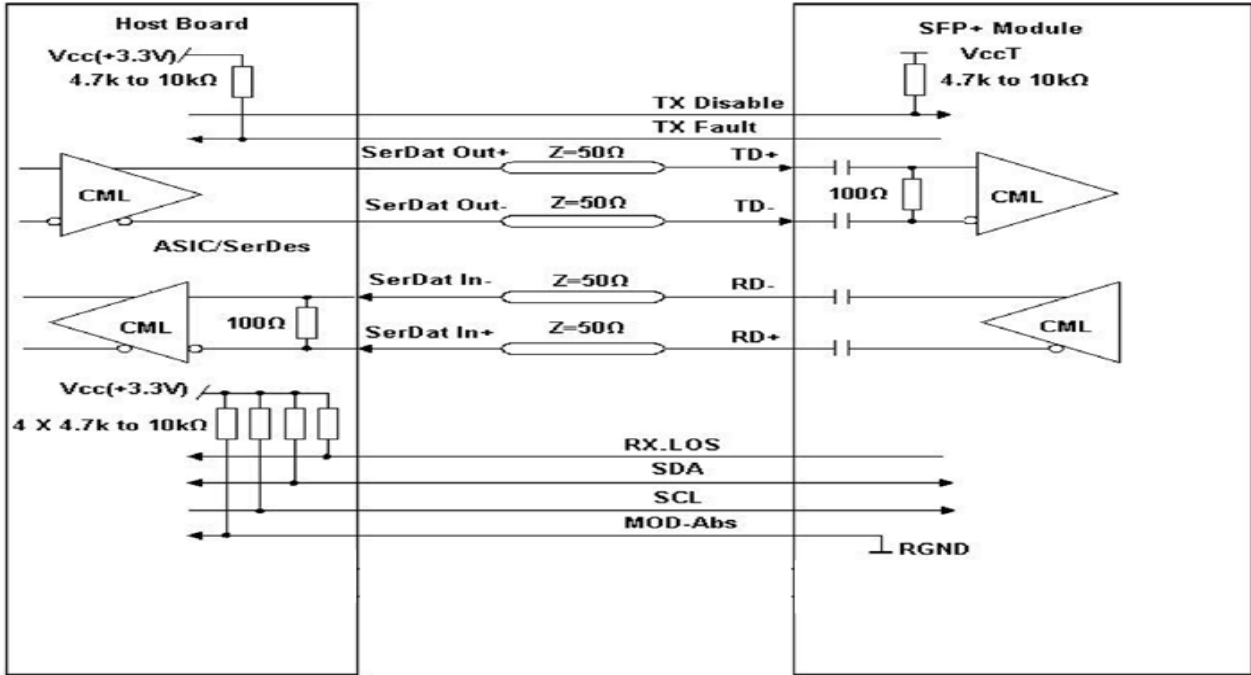 Host Board
Vcc(+3.3V)
4.7k to 10kΩ
SFP+ Module
VccT
4.7k to 10kΩ
TX Disable
TX Fault
SerDat Out+
Z=50Ω
TD+
CML
100Ω
CML
SerDat Out-
Z=50Ω
TD-
ASIC/SerDes
SerDat In-
Z=50Ω
RD-
CML
100Ω
SerDat In+
Z=50Ω
RD+
CML
Vcc(+3.3V)
4 X 4.7k to 10kΩ
RX.LOS
SDA
SCL
MOD-Abs
RGND